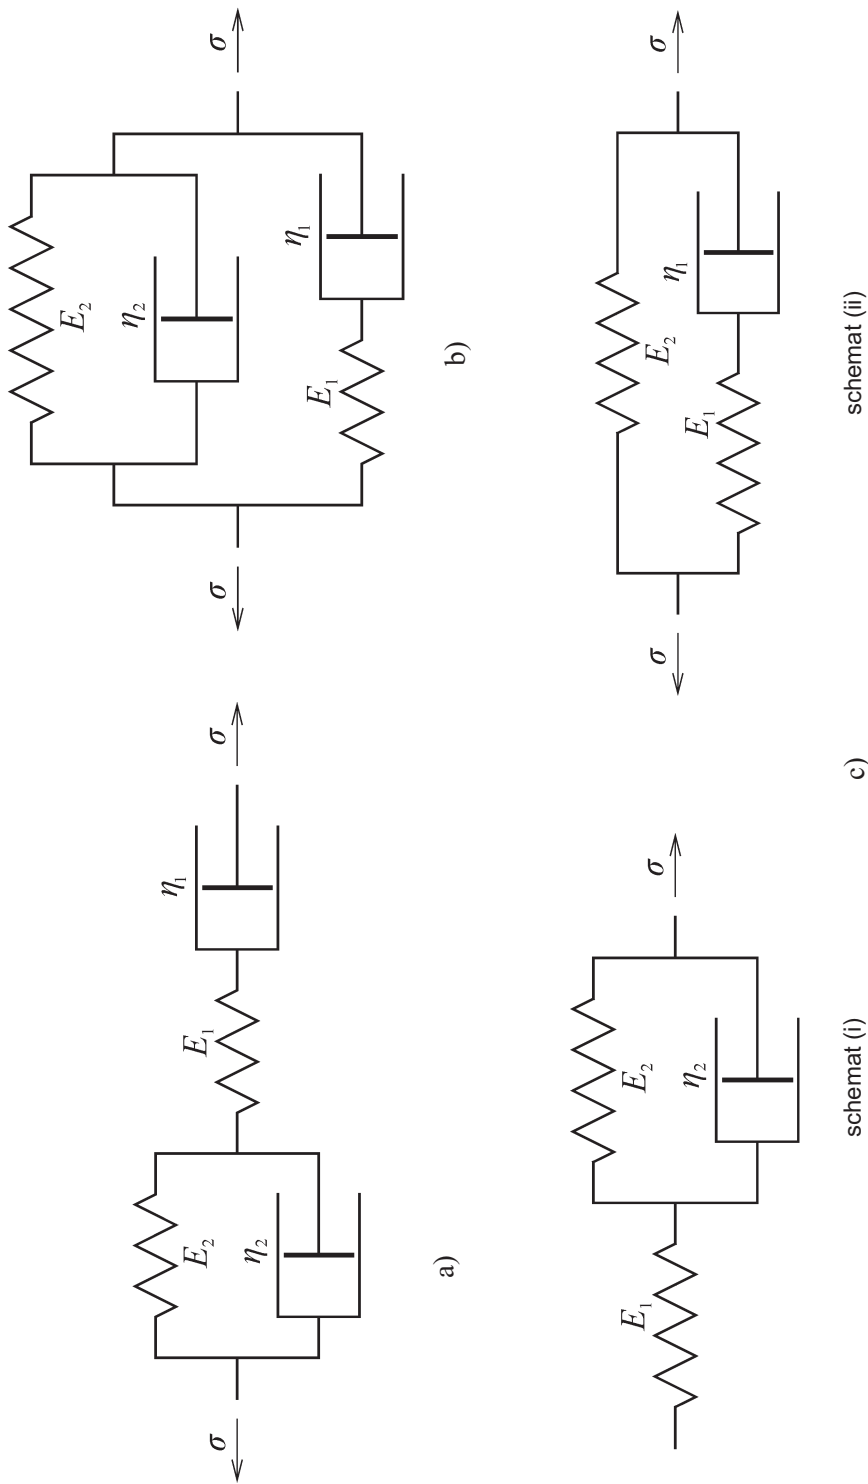 σ
E₂
η₂
E₁
η₁
σ
a)
σ
E₂
η₂
E₁
η₁
σ
b)
E₁
E₂
η₂
σ
schemat (i)
σ
E₂
E₁
η₁
σ
schemat (ii)
c)